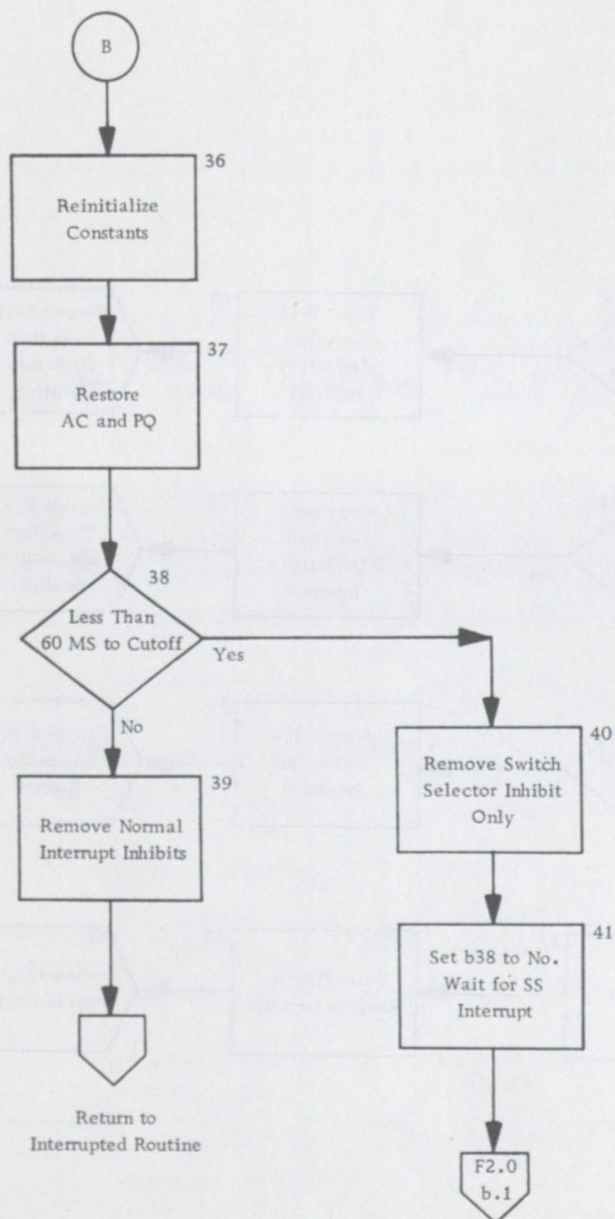 B
36
Reinitialize
Constants
37
Restore
AC and PQ
38
Less Than
60 MS to Cutoff
Yes
No
39
Remove Normal
Interrupt Inhibits
Return to
Interrupted Routine
40
Remove Switch
Selector Inhibit
Only
41
Set b38 to No.
Wait for SS
Interrupt
F2.0
b.1